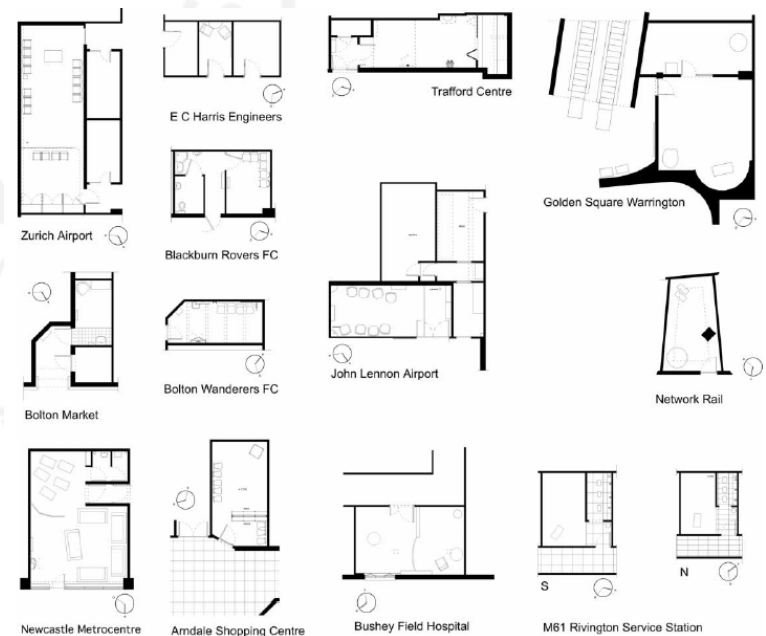 E C Harris Engineers
Trafford Centre
Golden Square Warrington
Zurich Airport
Blackburn Rovers FC
John Lennon Airport
Bolton Market
Bolton Wanderers FC
Network Rail
Newcastle Metrocentre
Arndale Shopping Centre
Bushey Field Hospital
S
N
M61 Rivington Service Station